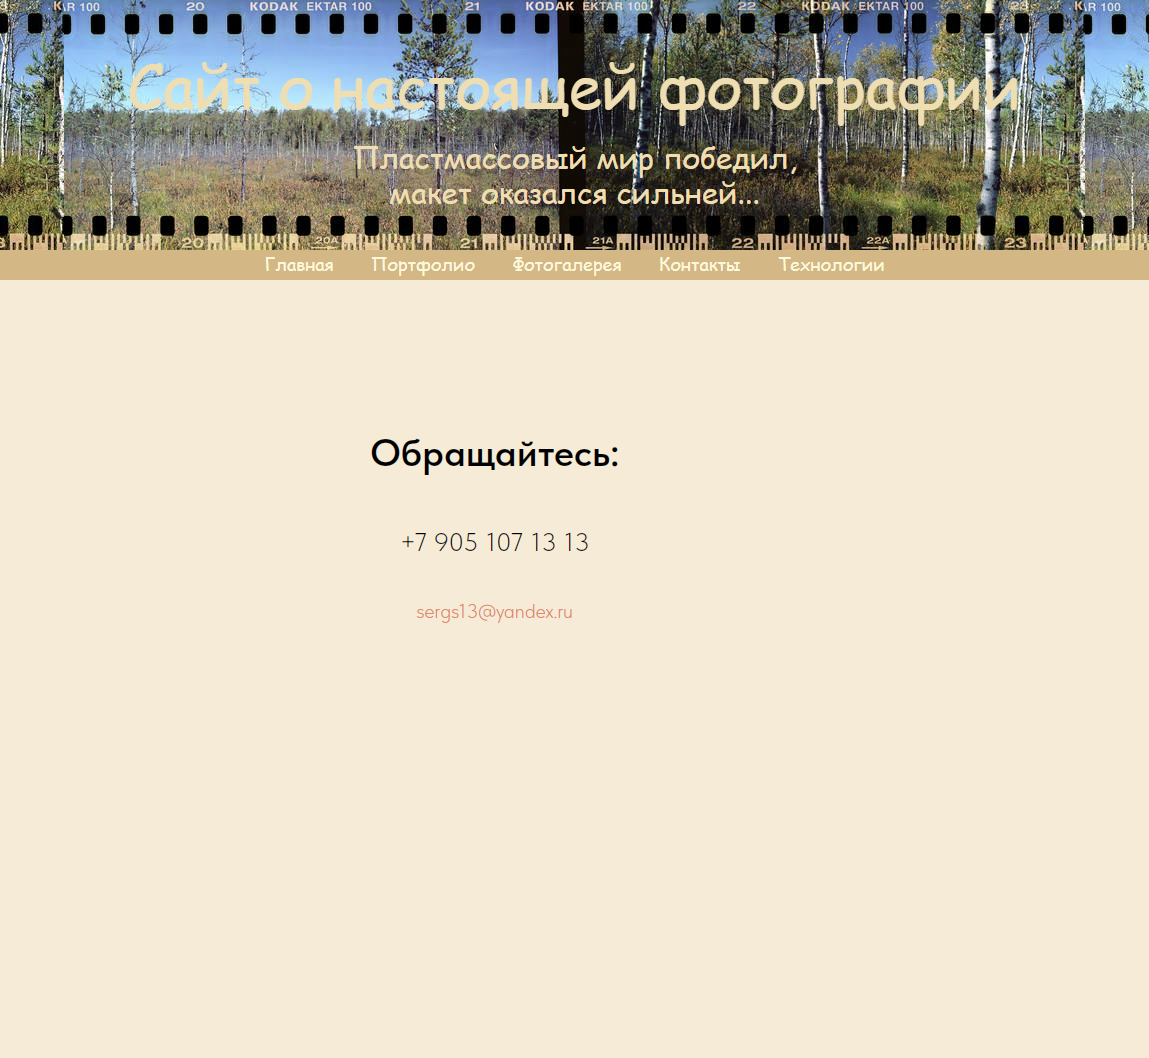 KR 100 20 KODAK EKTAR 100 21 KODAK EKTAR 100 22 KODAK EKTAR 100 23 KR 100
Сайт о настоящей фотографии
Пластмассовый мир победил,
макет оказался сильней...
20 20A 21 21A 22 22A 23
Главная Портфолио Фотогалерея Контакты Технологии
Обращайтесь:
+7 905 107 13 13
sergs13@yandex.ru